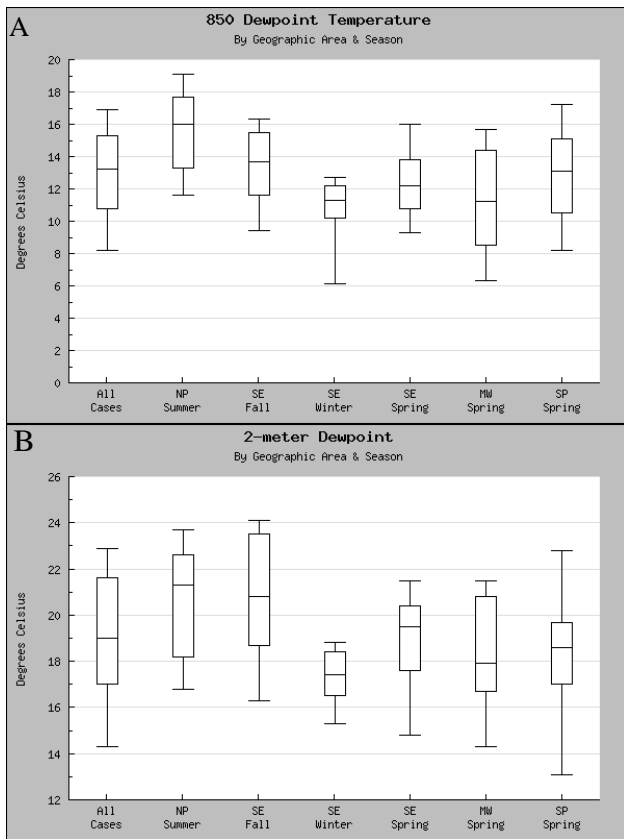 A
850 Dewpoint Temperature
By Geographic Area & Season
Degrees Celsius
20
18
16
14
12
10
8
6
4
2
0
All Cases
NP Summer
SE Fall
SE Winter
SE Spring
MW Spring
SP Spring
B
2-meter Dewpoint
By Geographic Area & Season
Degrees Celsius
26
24
22
20
18
16
14
12
All Cases
NP Summer
SE Fall
SE Winter
SE Spring
MW Spring
SP Spring